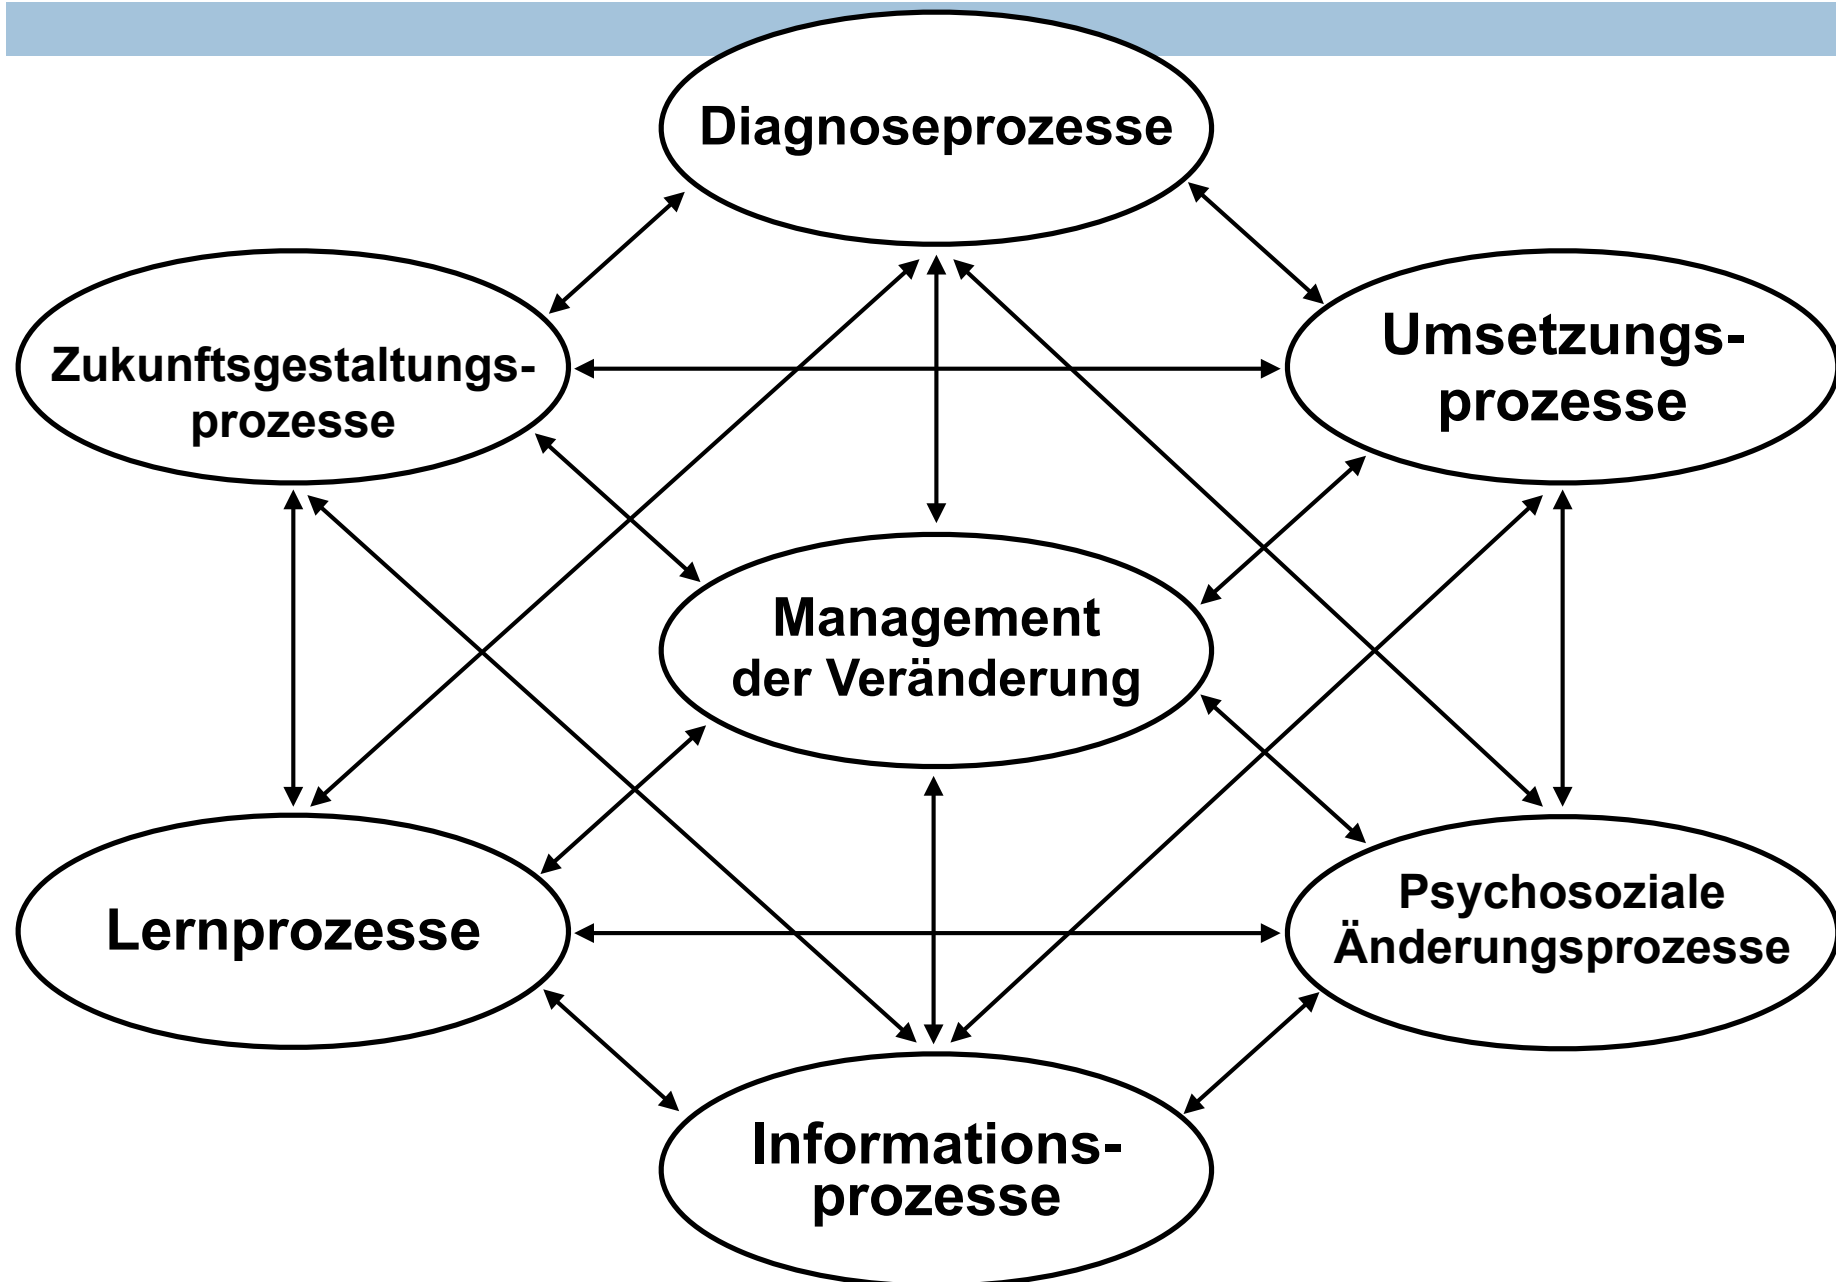 Diagnoseprozesse
Zukunftsgestaltungs-
prozesse
Umsetzungs-
prozesse
Management
der Veränderung
Lernprozesse
Psychosoziale
Änderungsprozesse
Informations-
prozesse